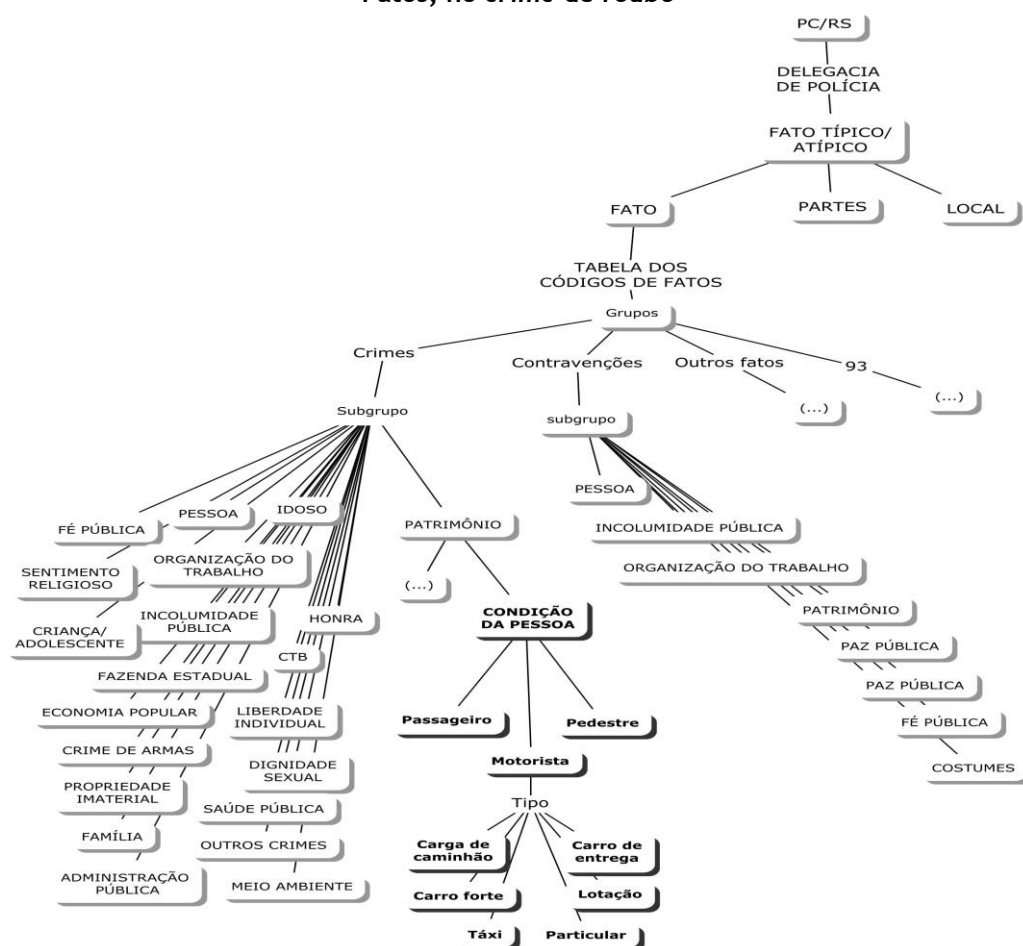 Fatos, no crime de roubo
PC/RS
DELEGACIA
DE POLÍCIA
FATO TÍPICO/
ATÍPICO
FATO
PARTES
LOCAL
TABELA DOS
CÓDIGOS DE FATOS
Grupos
Crimes
Contravenções
Outros fatos
93
(...)
(...)
Subgrupo
subgrupo
FÉ PÚBLICA
PESSOA
IDOSO
SENTIMENTO
RELIGIOSO
ORGANIZAÇÃO DO
TRABALHO
CRIANÇA/
ADOLESCENTE
INCOLUMIDADE
PÚBLICA
HONRA
CTB
FAZENDA ESTADUAL
ECONOMIA POPULAR
LIBERDADE
INDIVIDUAL
CRIME DE ARMAS
DIGNIDADE
SEXUAL
PROPRIEDADE
IMATERIAL
SAÚDE PÚBLICA
FAMÍLIA
OUTROS CRIMES
ADMINISTRAÇÃO
PÚBLICA
MEIO AMBIENTE
PATRIMÔNIO
(...)
CONDIÇÃO
DA PESSOA
Passageiro
Pedestre
Motorista
Tipo
Carga de
caminhão
Carro de
entrega
Carro forte
Lotação
Táxi
Particular
PESSOA
INCOLUMIDADE PÚBLICA
ORGANIZAÇÃO DO TRABALHO
PATRIMÔNIO
PAZ PÚBLICA
PAZ PÚBLICA
FÉ PÚBLICA
COSTUMES